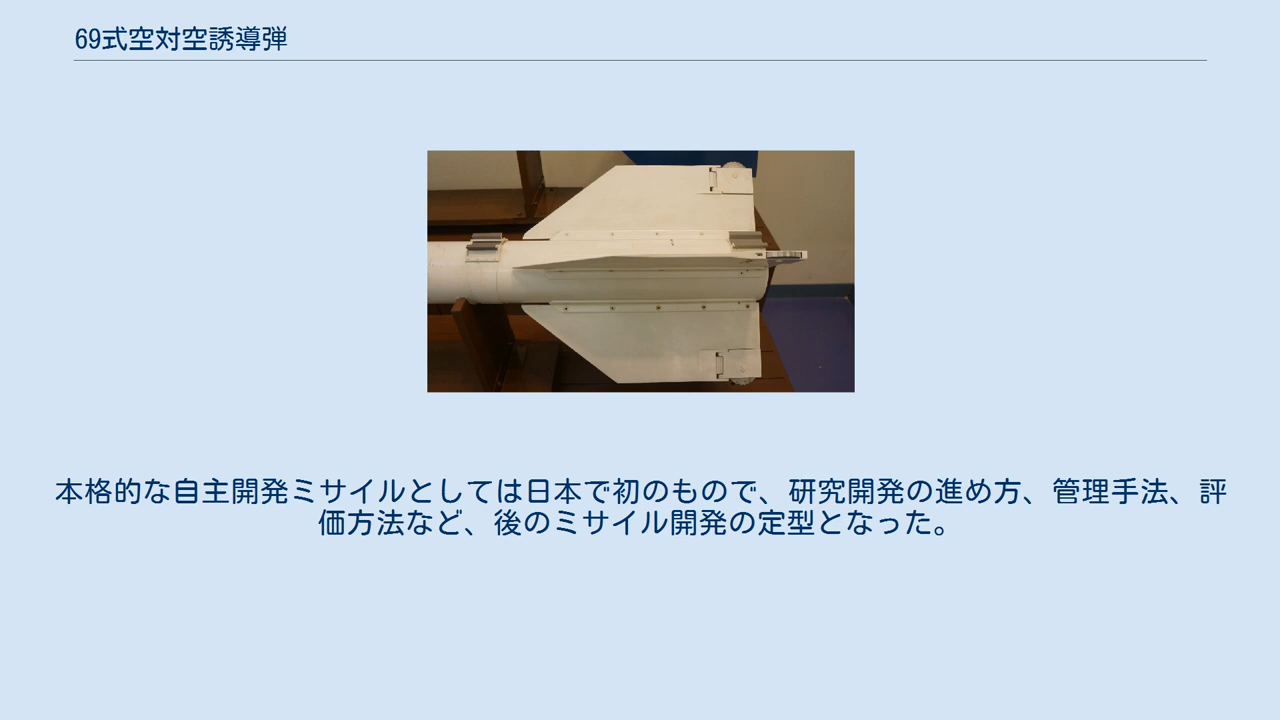 69式空対空誘導弾
本格的な自主開発ミサイルとしては日本で初のもので、研究開発の進め方、管理手法、評
価方法など、後のミサイル開発の定型となった。